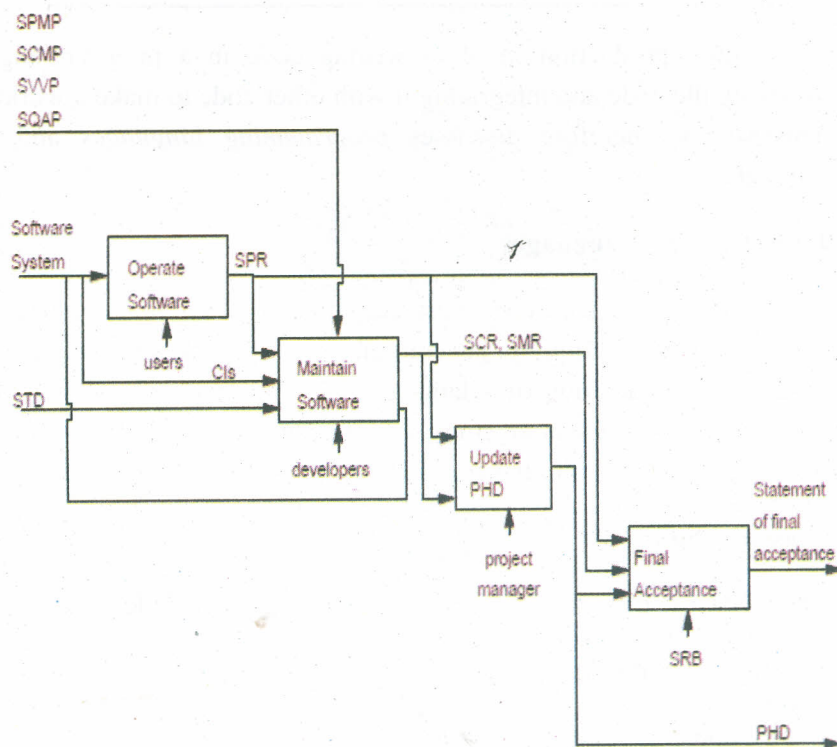 SPMP
SCMP
SVVP
SQAP
Software
System
Operate
Software
SPR
users
CIs
STD
Maintain
Software
SCR, SMR
developers
Update
PHD
project
manager
Statement
of final
acceptance
Final
Acceptance
SRB
PHD